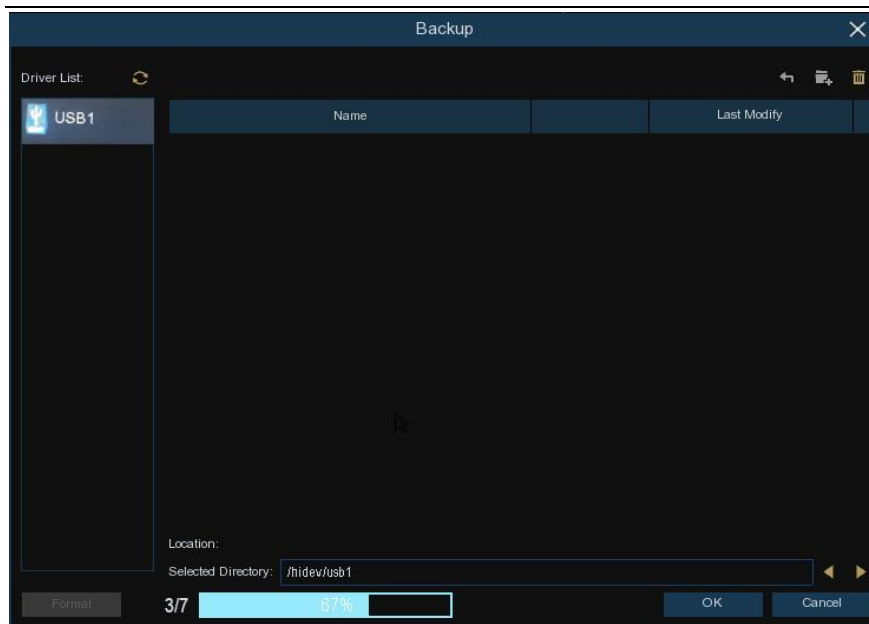 Backup
Driver List:
USB1
Name
Last Modify
Location:
Selected Directory: /hidev/usb1
Format 3/7 67% OK Cancel